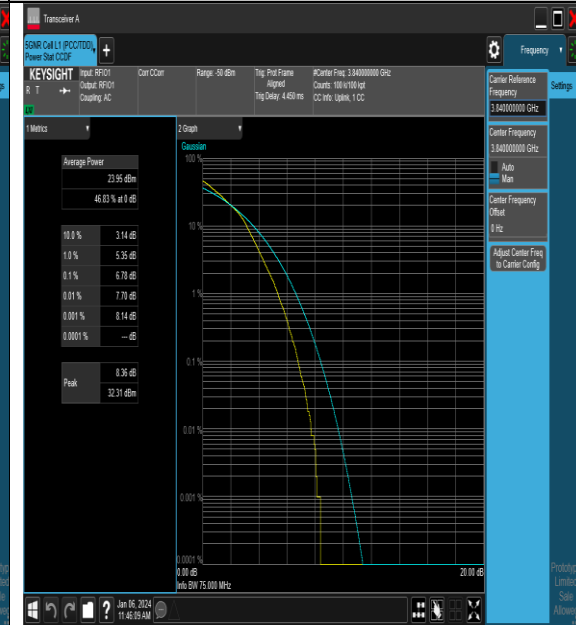 Transceiver A
5GNR Cell L1 (PCC/TDD)
Power Stat CCDF
Frequency
KEYSIGHT
R T
Input: RFIO1
Output: RFIO1
Coupling: AC
Corr CCorr
Range: -50 dBm
Trig: Prot Frame
Aligned
Trig Delay: 4.450 ms
#Center Freq: 3.840000000 GHz
Counts: 100 k/100 kpt
CC Info: Uplink, 1 CC
Carrier Reference
Frequency
3.840000000 GHz
Settings
Center Frequency
3.840000000 GHz
Auto
Man
Center Frequency
Offset
0 Hz
Adjust Center Freq
to Carrier Config
1 Metrics
Average Power
23.95 dBm
46.83 % at 0 dB
10.0 % 3.14 dB
1.0 % 5.35 dB
0.1 % 6.78 dB
0.01 % 7.70 dB
0.001 % 8.14 dB
0.0001 % --- dB
Peak
8.36 dB
32.31 dBm
2 Graph
Gaussian
100 %
10 %
1 %
0.1 %
0.01 %
0.001 %
0.0001 %
0.00 dB
20.00 dB
Info BW 75.000 MHz
Jan 06, 2024
11:46:09 AM